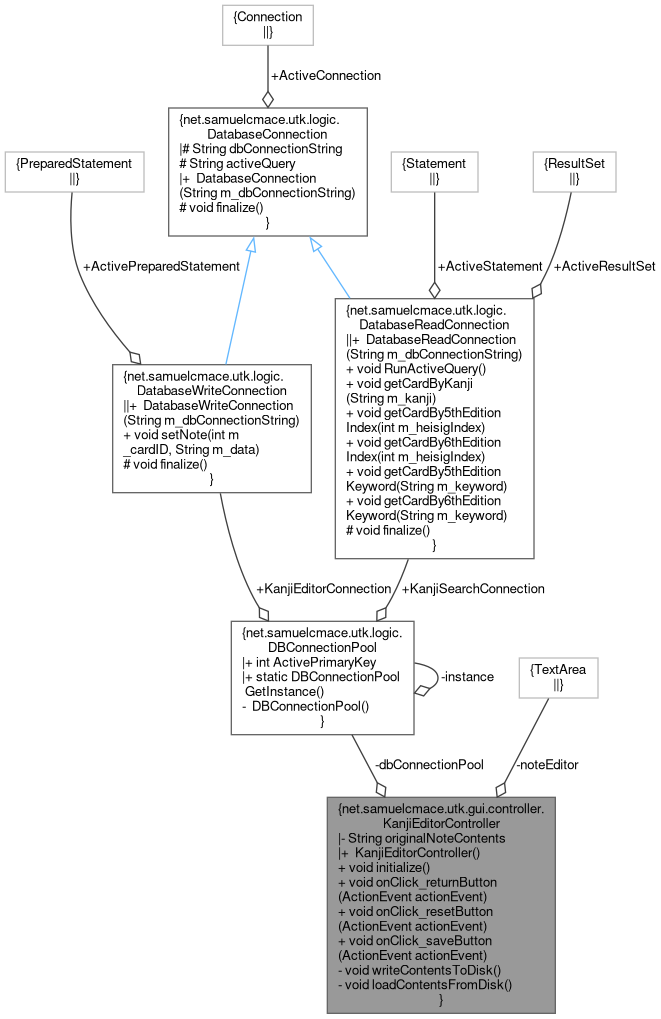 {Connection
||}
+ActiveConnection
{net.samuelcmace.utk.logic.
DatabaseConnection
|# String dbConnectionString
# String activeQuery
|+  DatabaseConnection
(String m_dbConnectionString)
# void finalize()
}
{PreparedStatement
||}
{Statement
||}
{ResultSet
||}
+ActivePreparedStatement
+ActiveStatement
+ActiveResultSet
{net.samuelcmace.utk.logic.
DatabaseReadConnection
||+  DatabaseReadConnection
(String m_dbConnectionString)
+ void RunActiveQuery()
+ void getCardByKanji
(String m_kanji)
+ void getCardBy5thEdition
Index(int m_heisigIndex)
+ void getCardBy6thEdition
Index(int m_heisigIndex)
+ void getCardBy5thEdition
Keyword(String m_keyword)
+ void getCardBy6thEdition
Keyword(String m_keyword)
# void finalize()
}
{net.samuelcmace.utk.logic.
DatabaseWriteConnection
||+  DatabaseWriteConnection
(String m_dbConnectionString)
+ void setNote(int m
_cardID, String m_data)
# void finalize()
}
+KanjiEditorConnection
+KanjiSearchConnection
{net.samuelcmace.utk.logic.
DBConnectionPool
|+ int ActivePrimaryKey
|+ static DBConnectionPool
GetInstance()
-  DBConnectionPool()
}
-instance
{TextArea
||}
-dbConnectionPool
-noteEditor
{net.samuelcmace.utk.gui.controller.
KanjiEditorController
|- String originalNoteContents
|+  KanjiEditorController()
+ void initialize()
+ void onClick_returnButton
(ActionEvent actionEvent)
+ void onClick_resetButton
(ActionEvent actionEvent)
+ void onClick_saveButton
(ActionEvent actionEvent)
- void writeContentsToDisk()
- void loadContentsFromDisk()
}